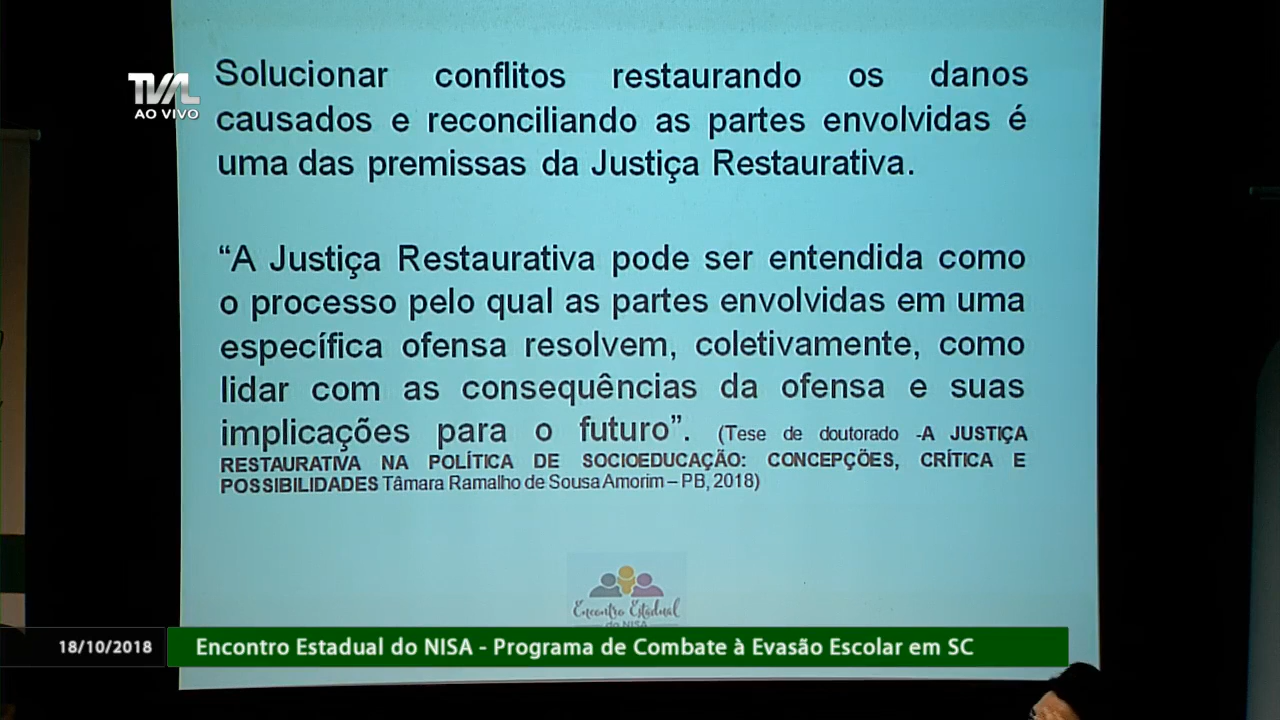 TVAL
AO VIVO
Solucionar conflitos restaurando os danos
causados e reconciliando as partes envolvidas é
uma das premissas da Justiça Restaurativa.
“A Justiça Restaurativa pode ser entendida como
o processo pelo qual as partes envolvidas em uma
específica ofensa resolvem, coletivamente, como
lidar com as consequências da ofensa e suas
implicações para o futuro”. (Tese de doutorado -A JUSTIÇA
RESTAURATIVA NA POLÍTICA DE SOCIOEDUCAÇÃO: CONCEPÇÕES, CRÍTICA E
POSSIBILIDADES Tâmara Ramalho de Sousa Amorim – PB, 2018)
Encontro Estadual
do NISA
18/10/2018
Encontro Estadual do NISA - Programa de Combate à Evasão Escolar em SC